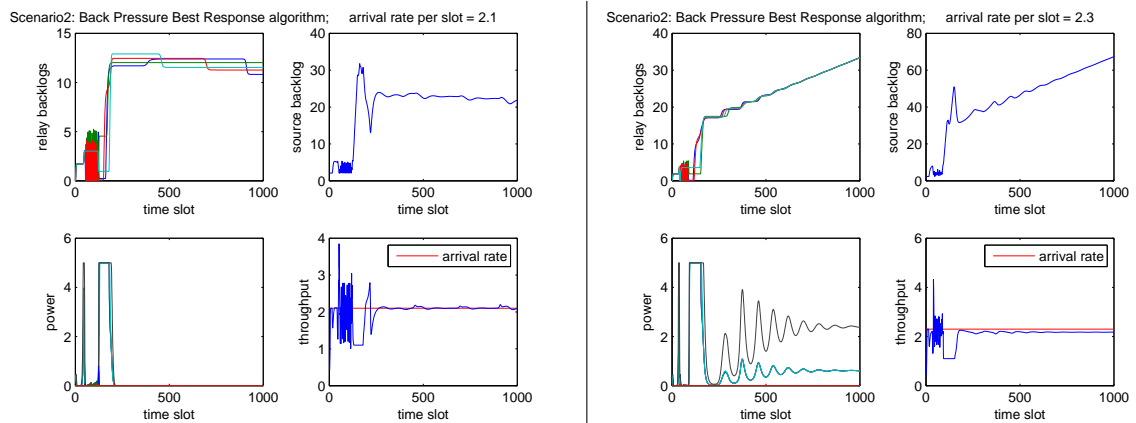 Scenario2: Back Pressure Best Response algorithm; arrival rate per slot = 2.1
relay backlogs
15
10
5
0
0 500 1000
time slot
source backlog
40
30
20
10
0
0 500 1000
time slot
power
6
4
2
0
0 500 1000
time slot
throughput
4
3
2
1
0
0 500 1000
time slot
arrival rate
Scenario2: Back Pressure Best Response algorithm; arrival rate per slot = 2.3
relay backlogs
40
30
20
10
0
0 500 1000
time slot
source backlog
80
60
40
20
0
0 500 1000
time slot
power
6
4
2
0
0 500 1000
time slot
throughput
6
4
2
0
0 500 1000
time slot
arrival rate